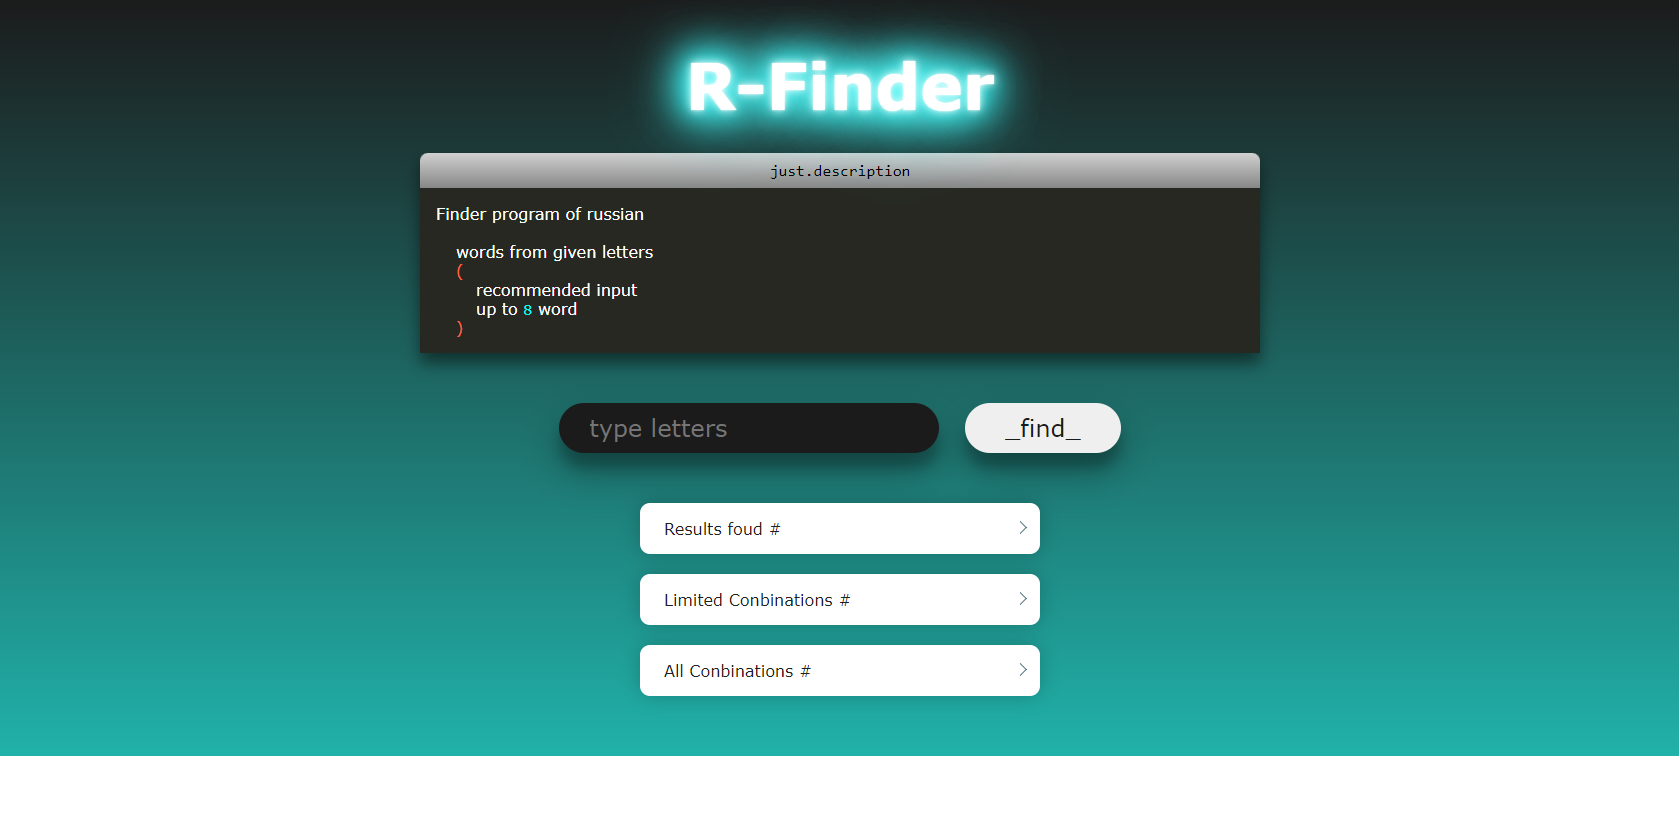 R-Finder
just.description
Finder program of russian
words from given letters
(
recommended input
up to 8 word
)
type letters
_find_
Results foud #
Limited Conbinations #
All Conbinations #